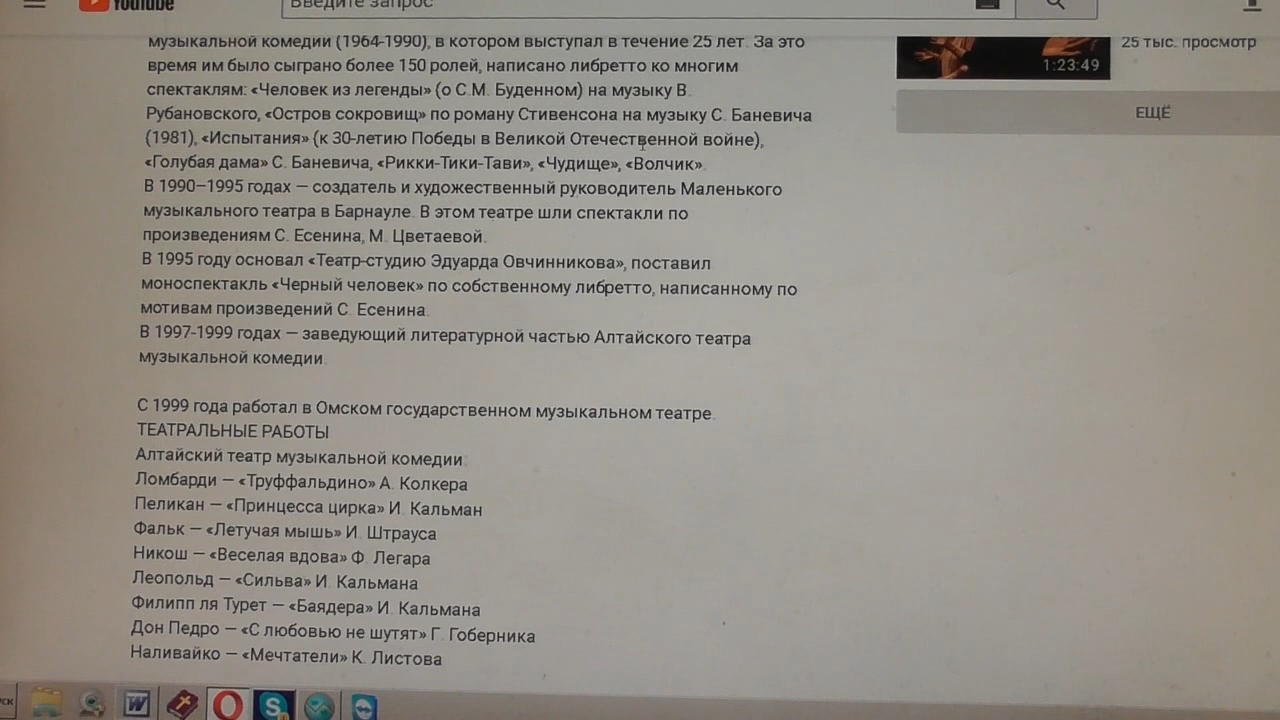 YouTube
Введите запрос
музыкальной комедии (1964-1990), в котором выступал в течение 25 лет. За это
время им было сыграно более 150 ролей, написано либретто ко многим
спектаклям: «Человек из легенды» (о С.М. Буденном) на музыку В.
Рубановского, «Остров сокровищ» по роману Стивенсона на музыку С. Баневича
(1981), «Испытания» (к 30-летию Победы в Великой Отечественной войне),
«Голубая дама» С. Баневича, «Рикки-Тики-Тави», «Чудище», «Волчик».
В 1990–1995 годах — создатель и художественный руководитель Маленького
музыкального театра в Барнауле. В этом театре шли спектакли по
произведениям С. Есенина, М. Цветаевой.
В 1995 году основал «Театр-студию Эдуарда Овчинникова», поставил
моноспектакль «Черный человек» по собственному либретто, написанному по
мотивам произведений С. Есенина.
В 1997-1999 годах — заведующий литературной частью Алтайского театра
музыкальной комедии.
С 1999 года работал в Омском государственном музыкальном театре.
ТЕАТРАЛЬНЫЕ РАБОТЫ
Алтайский театр музыкальной комедии:
Ломбарди — «Труффальдино» А. Колкера
Пеликан — «Принцесса цирка» И. Кальман
Фальк — «Летучая мышь» И. Штрауса
Никош — «Веселая вдова» Ф. Легара
Леопольд — «Сильва» И. Кальмана
Филипп ля Турет — «Баядера» И. Кальмана
Дон Педро — «С любовью не шутят» Г. Гоберника
Наливайко — «Мечтатели» К. Листова
1:23:49
25 тыс. просмотр
ЕЩЁ
ск
W
S